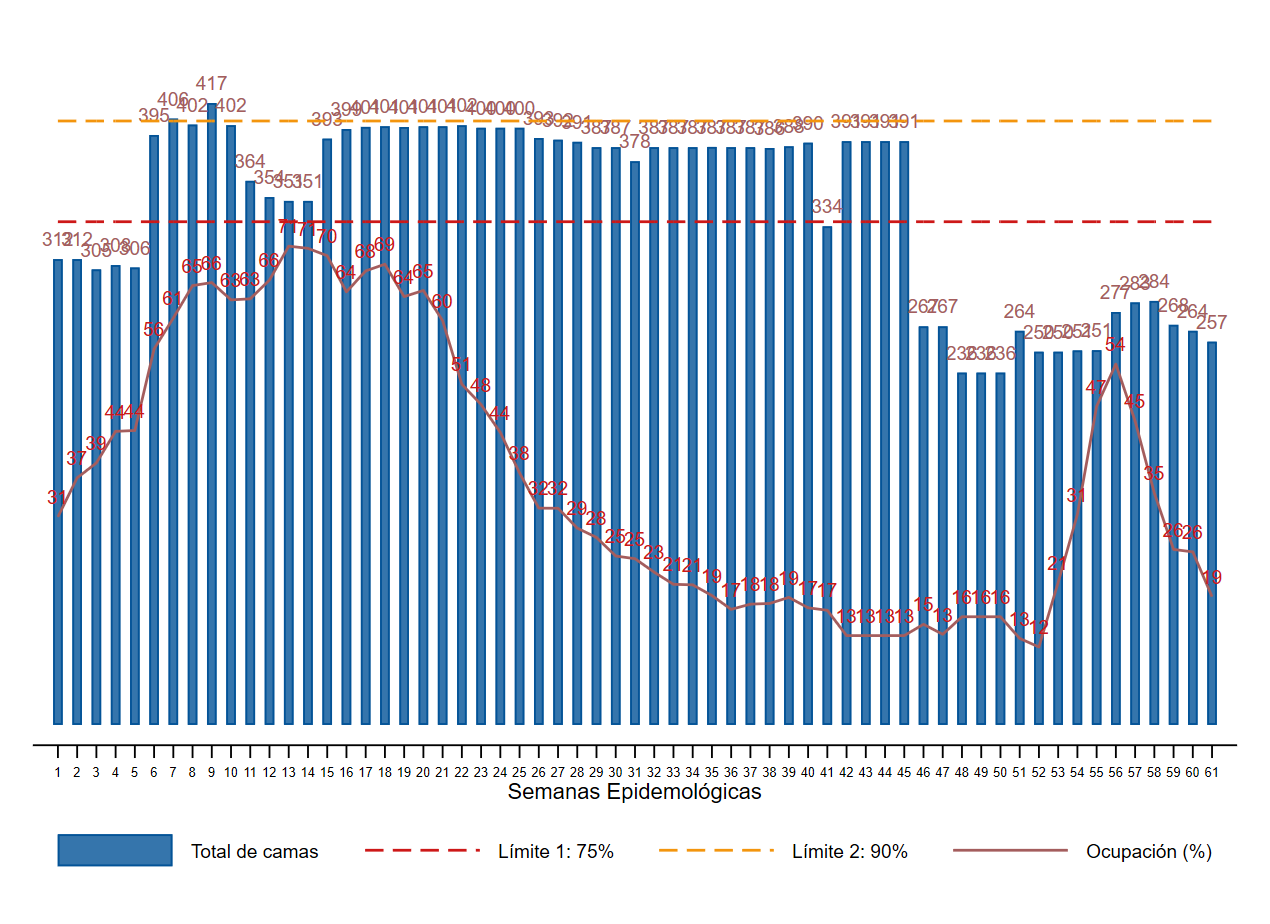 312 312 305 308 306 395 406 402 417 402 364 354 351 351 393 399 401 401 401 401 401 402 400 400 400 393 392 391 387 387 378 387 387 387 387 387 387 386 388 390 334 391 391 391 391 267 267 236 236 236 264 250 250 251 251 277 283 284 268 264 257
31 37 39 44 44 56 61 65 66 63 63 66 71 71 70 64 68 69 64 65 60 51 48 44 38 32 32 29 28 25 25 23 21 21 19 17 18 18 19 17 17 13 13 13 13 15 13 16 16 16 13 12 21 31 47 54 45 35 26 26 19
1 2 3 4 5 6 7 8 9 10 11 12 13 14 15 16 17 18 19 20 21 22 23 24 25 26 27 28 29 30 31 32 33 34 35 36 37 38 39 40 41 42 43 44 45 46 47 48 49 50 51 52 53 54 55 56 57 58 59 60 61
Semanas Epidemológicas
Total de camas Límite 1: 75% Límite 2: 90% Ocupación (%)